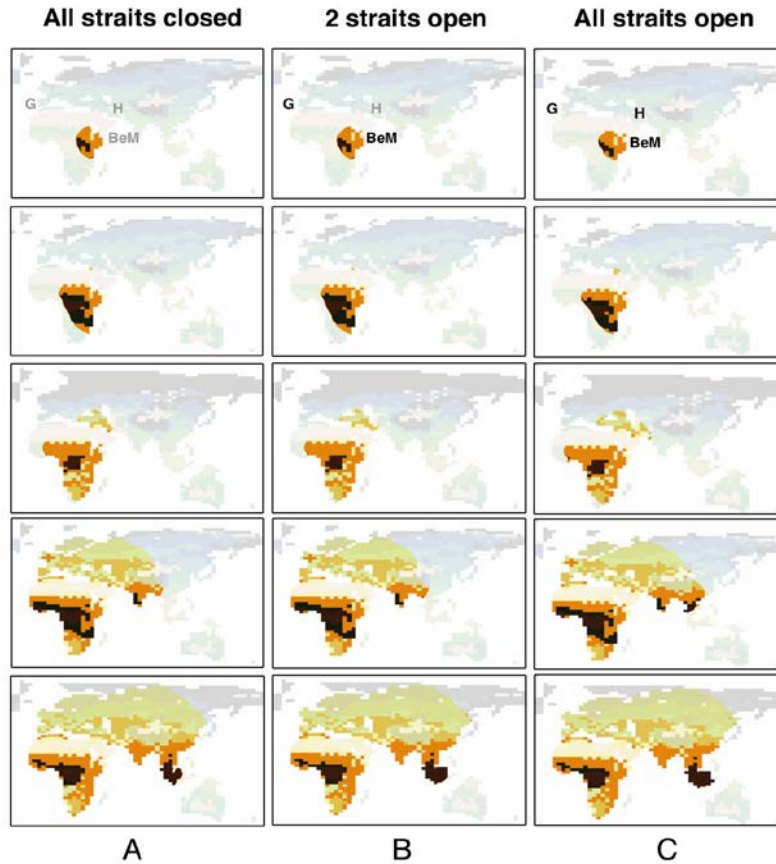 All straits closed 2 straits open All straits open
G H G H G H
BeM BeM BeM
A B C